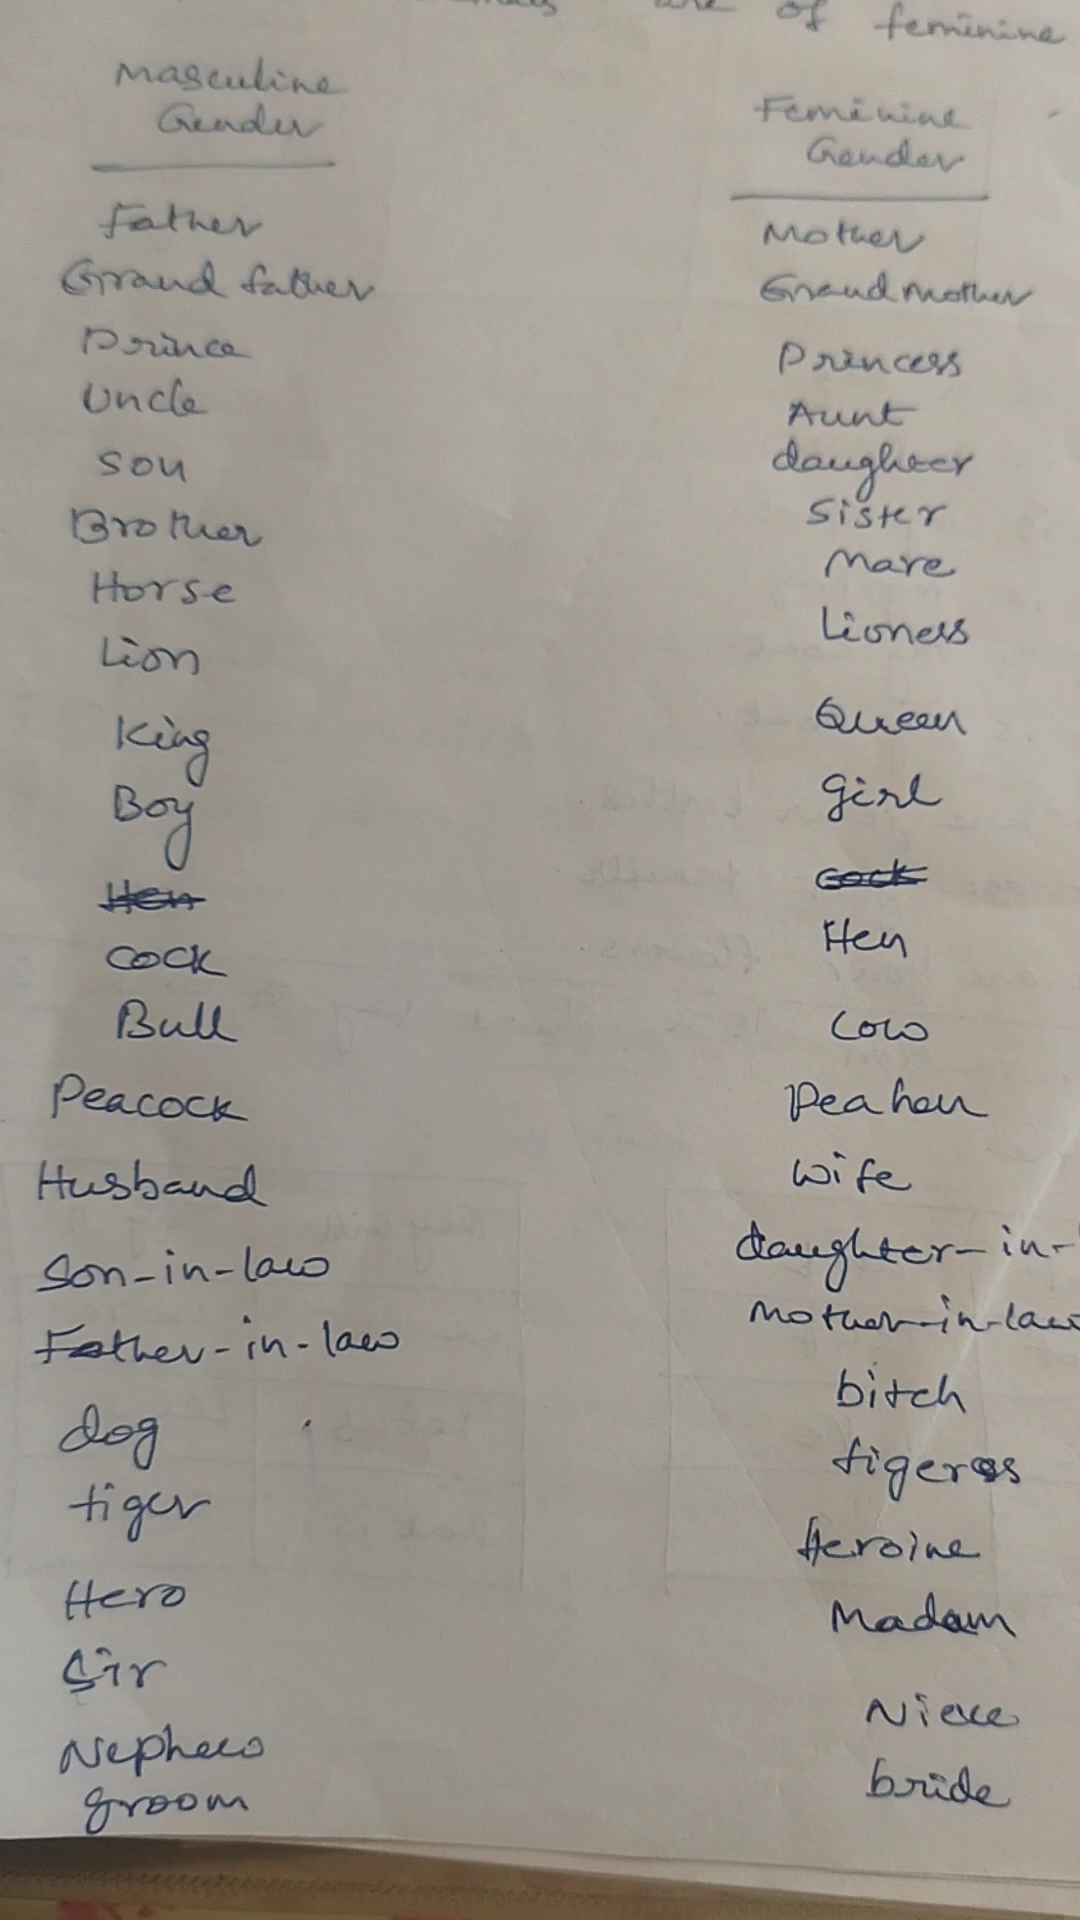 are of feminine
Masculine Gender
Feminine Gender
Father Mother
Grand father Grand mother
Prince Princess
Uncle Aunt
Son daughter
Brother Sister
Horse Mare
Lion Lioness
King Queen
Boy girl
Hen cock
cock Hen
Bull Cow
Peacock Pea hen
Husband Wife
Son-in-law daughter-in-
Father-in-law Mother-in-law
dog bitch
tiger tigeress
Hero Heroine
Sir Madam
Nephew Niece
groom bride